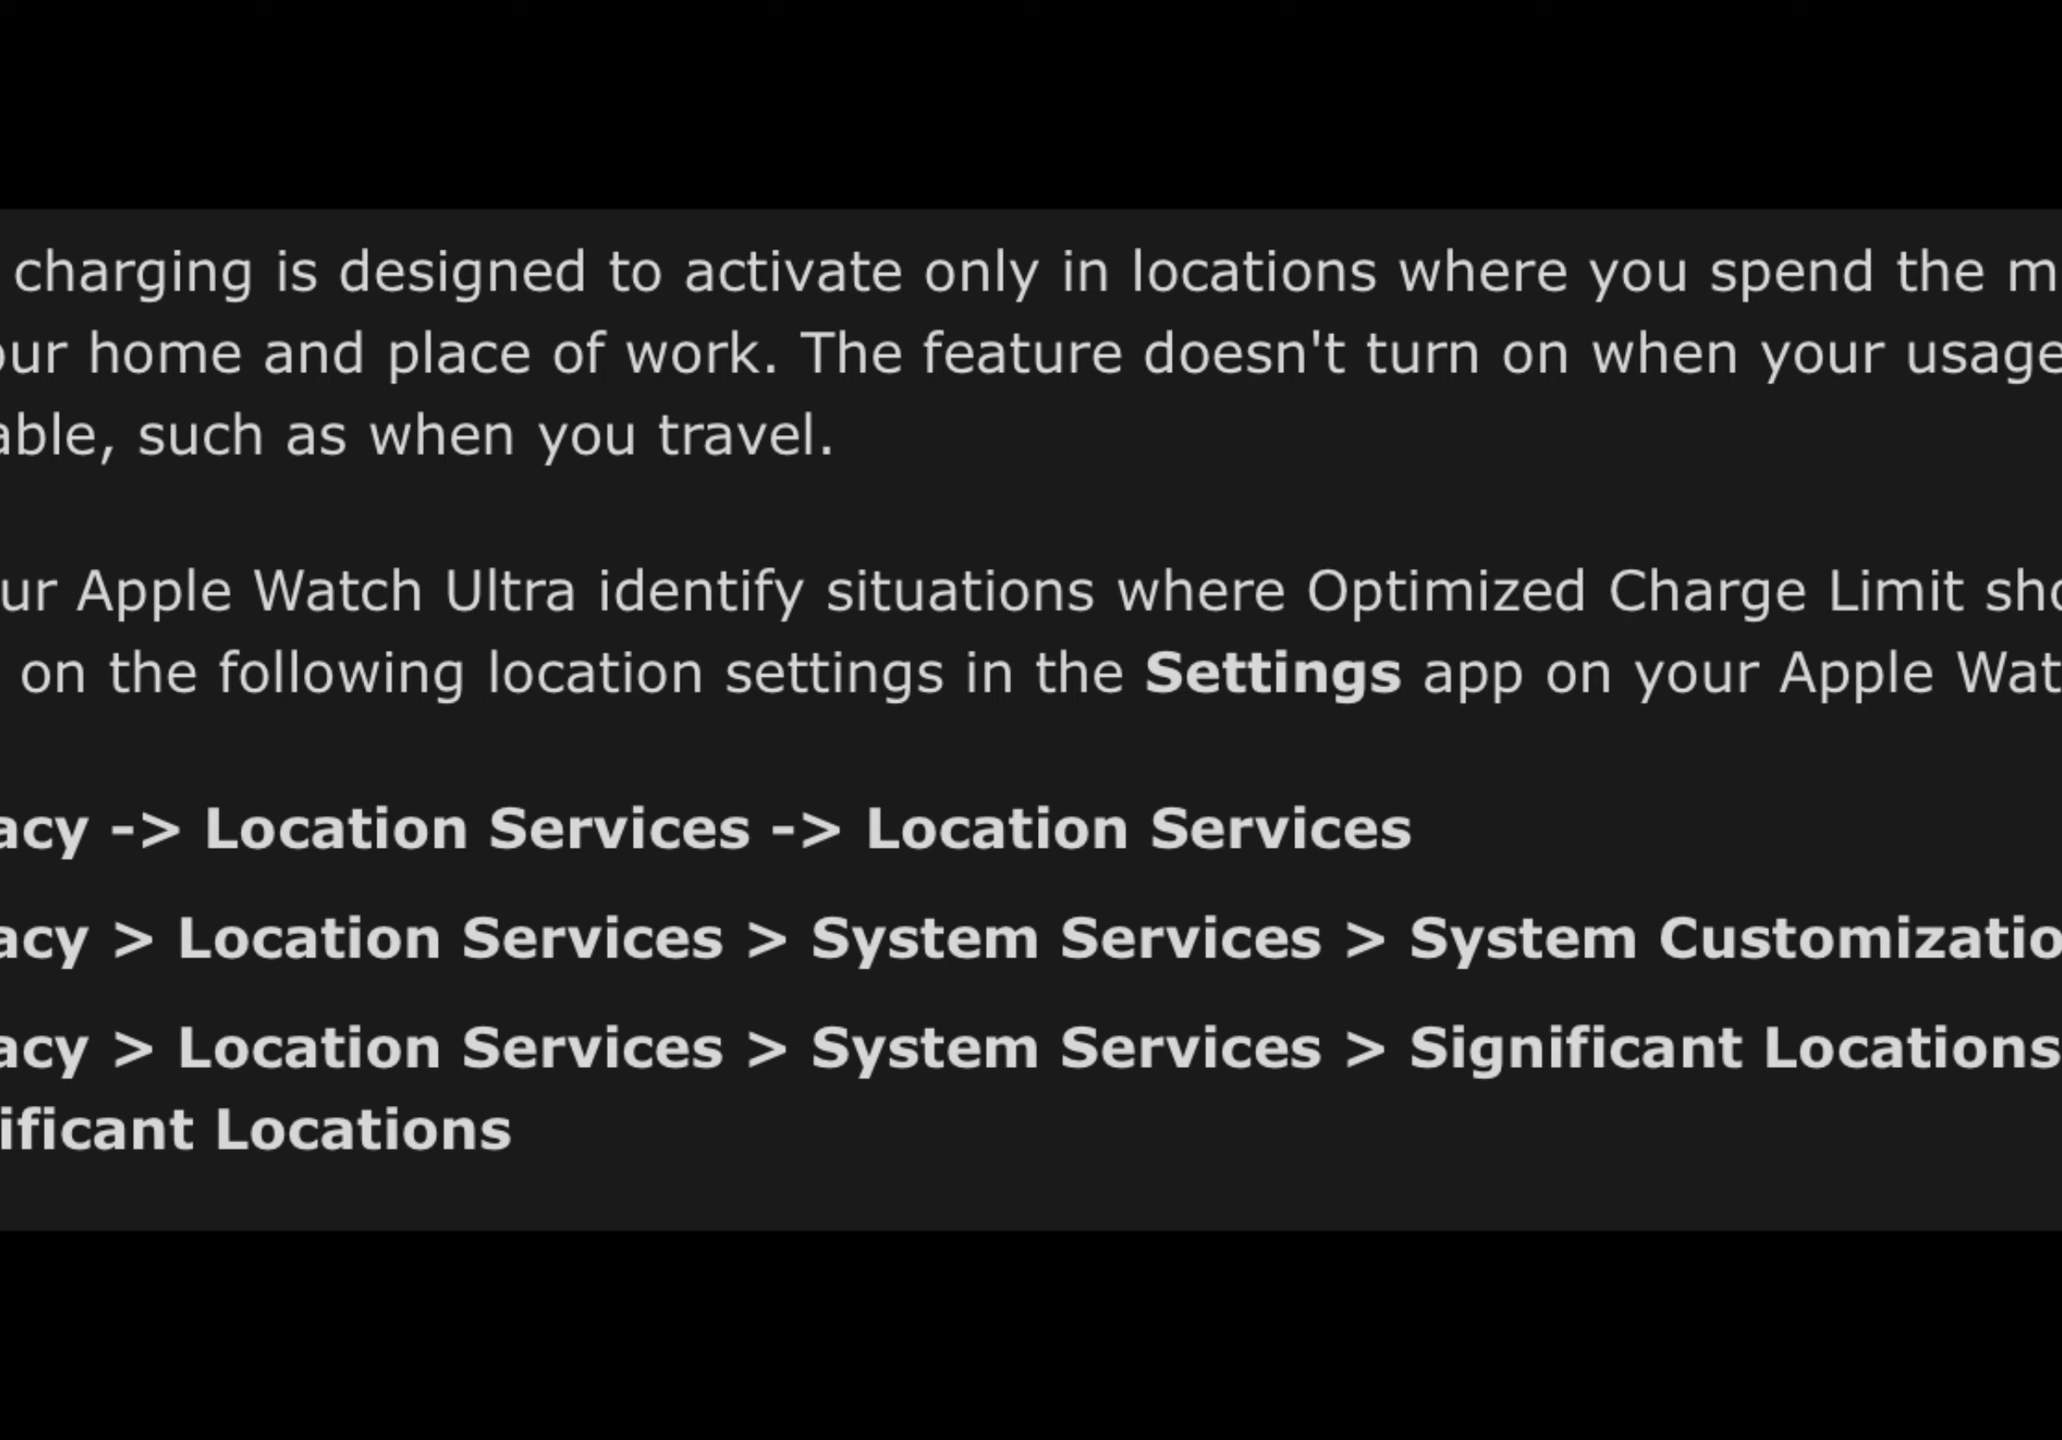 charging is designed to activate only in locations where you spend the m
our home and place of work. The feature doesn't turn on when your usage
able, such as when you travel.
ur Apple Watch Ultra identify situations where Optimized Charge Limit sho
on the following location settings in the Settings app on your Apple Wat
acy -> Location Services -> Location Services
acy > Location Services > System Services > System Customizatio
acy > Location Services > System Services > Significant Locations
ificant Locations